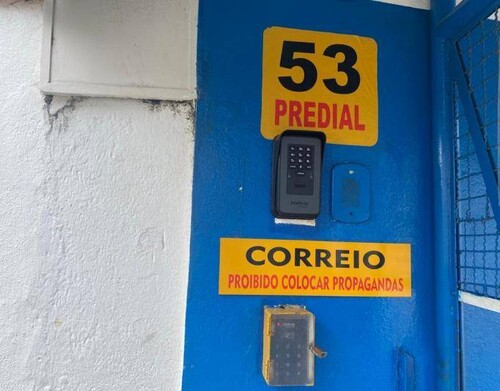 53
PREDIAL
CORREIO
PROIBIDO COLOCAR PROPAGANDAS